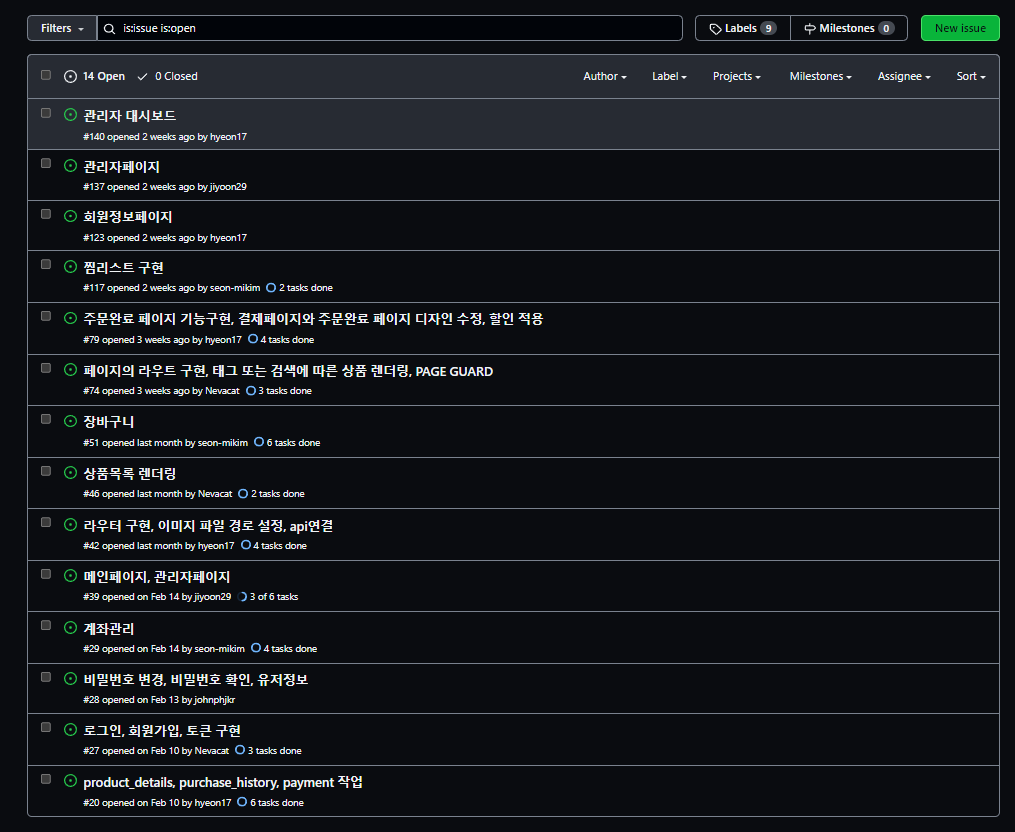 Filters is:issue is:open Labels 9 Milestones 0 New issue
14 Open 0 Closed Author Label Projects Milestones Assignee Sort
관리자 대시보드
#140 opened 2 weeks ago by hyeon17
관리자페이지
#137 opened 2 weeks ago by jiyoon29
회원정보페이지
#123 opened 2 weeks ago by hyeon17
찜리스트 구현
#117 opened 2 weeks ago by seon-mikim 2 tasks done
주문완료 페이지 기능구현, 결제페이지와 주문완료 페이지 디자인 수정, 할인 적용
#79 opened 3 weeks ago by hyeon17 4 tasks done
페이지의 라우트 구현, 태그 또는 검색에 따른 상품 렌더링, PAGE GUARD
#74 opened 3 weeks ago by Nevacat 3 tasks done
장바구니
#51 opened last month by seon-mikim 6 tasks done
상품목록 렌더링
#46 opened last month by Nevacat 2 tasks done
라우터 구현, 이미지 파일 경로 설정, api연결
#42 opened last month by hyeon17 4 tasks done
메인페이지, 관리자페이지
#39 opened on Feb 14 by jiyoon29 3 of 6 tasks
계좌관리
#29 opened on Feb 14 by seon-mikim 4 tasks done
비밀번호 변경, 비밀번호 확인, 유저정보
#28 opened on Feb 13 by johnphjkr
로그인, 회원가입, 토큰 구현
#27 opened on Feb 10 by Nevacat 3 tasks done
product_details, purchase_history, payment 작업
#20 opened on Feb 10 by hyeon17 6 tasks done